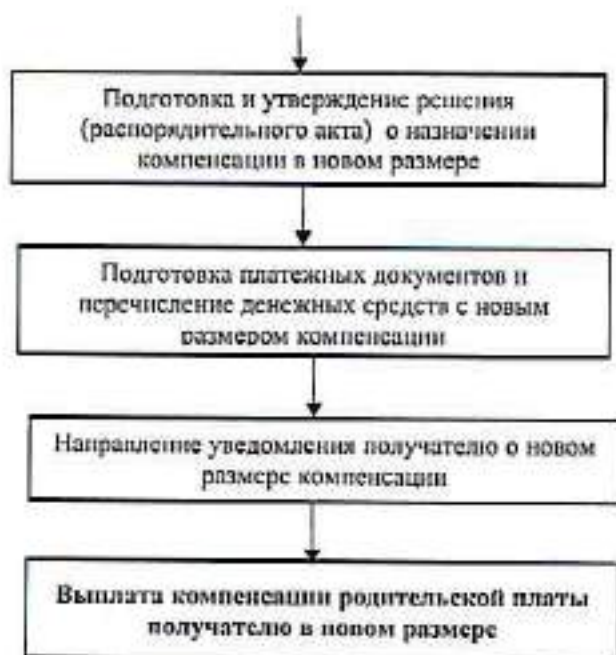 Подготовка и утверждение решения
(распорядительного акта) о назначении
компенсации в новом размере
Подготовка платежных документов и
перечисление денежных средств с новым
размером компенсации
Направление уведомления получателю о новом
размере компенсации
Выплата компенсации родительской платы
получателю в новом размере